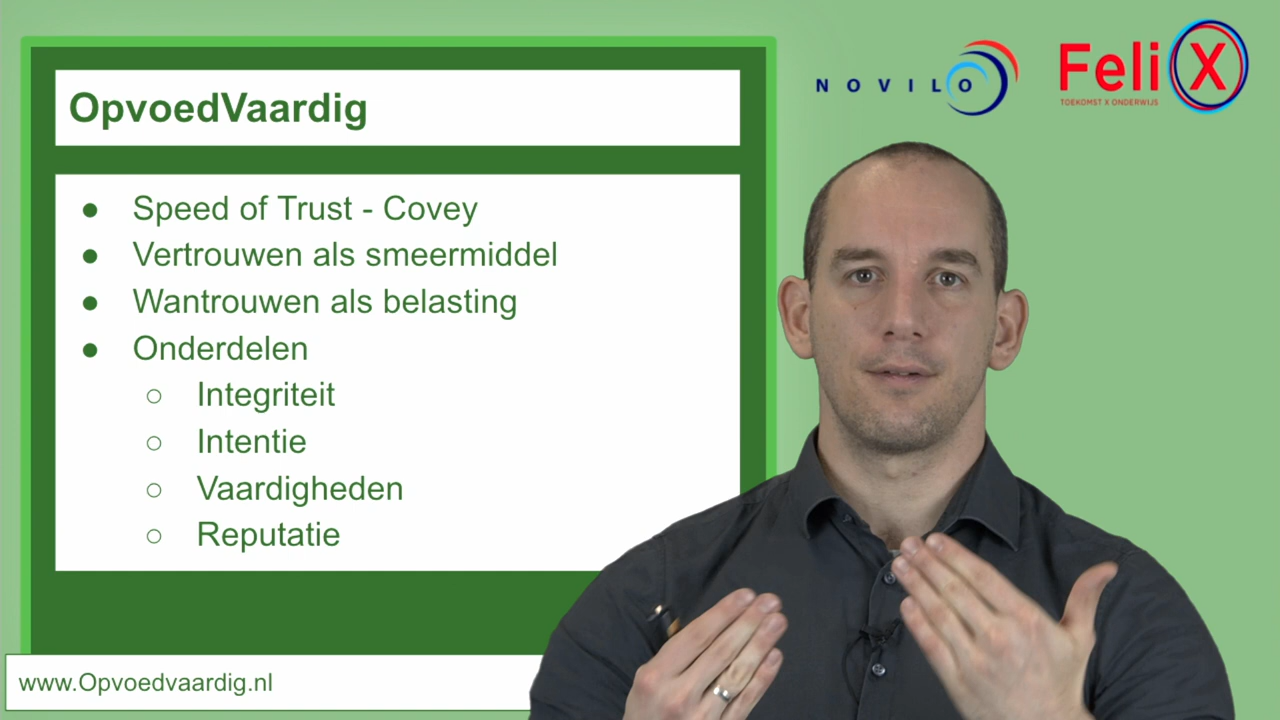 OpvoedVaardig
● Speed of Trust - Covey
● Vertrouwen als smeermiddel
● Wantrouwen als belasting
● Onderdelen
○ Integriteit
○ Intentie
○ Vaardigheden
○ Reputatie
www.Opvoedvaardig.nl
NOVILO
FeliX
TOEKOMST X ONDERWIJS